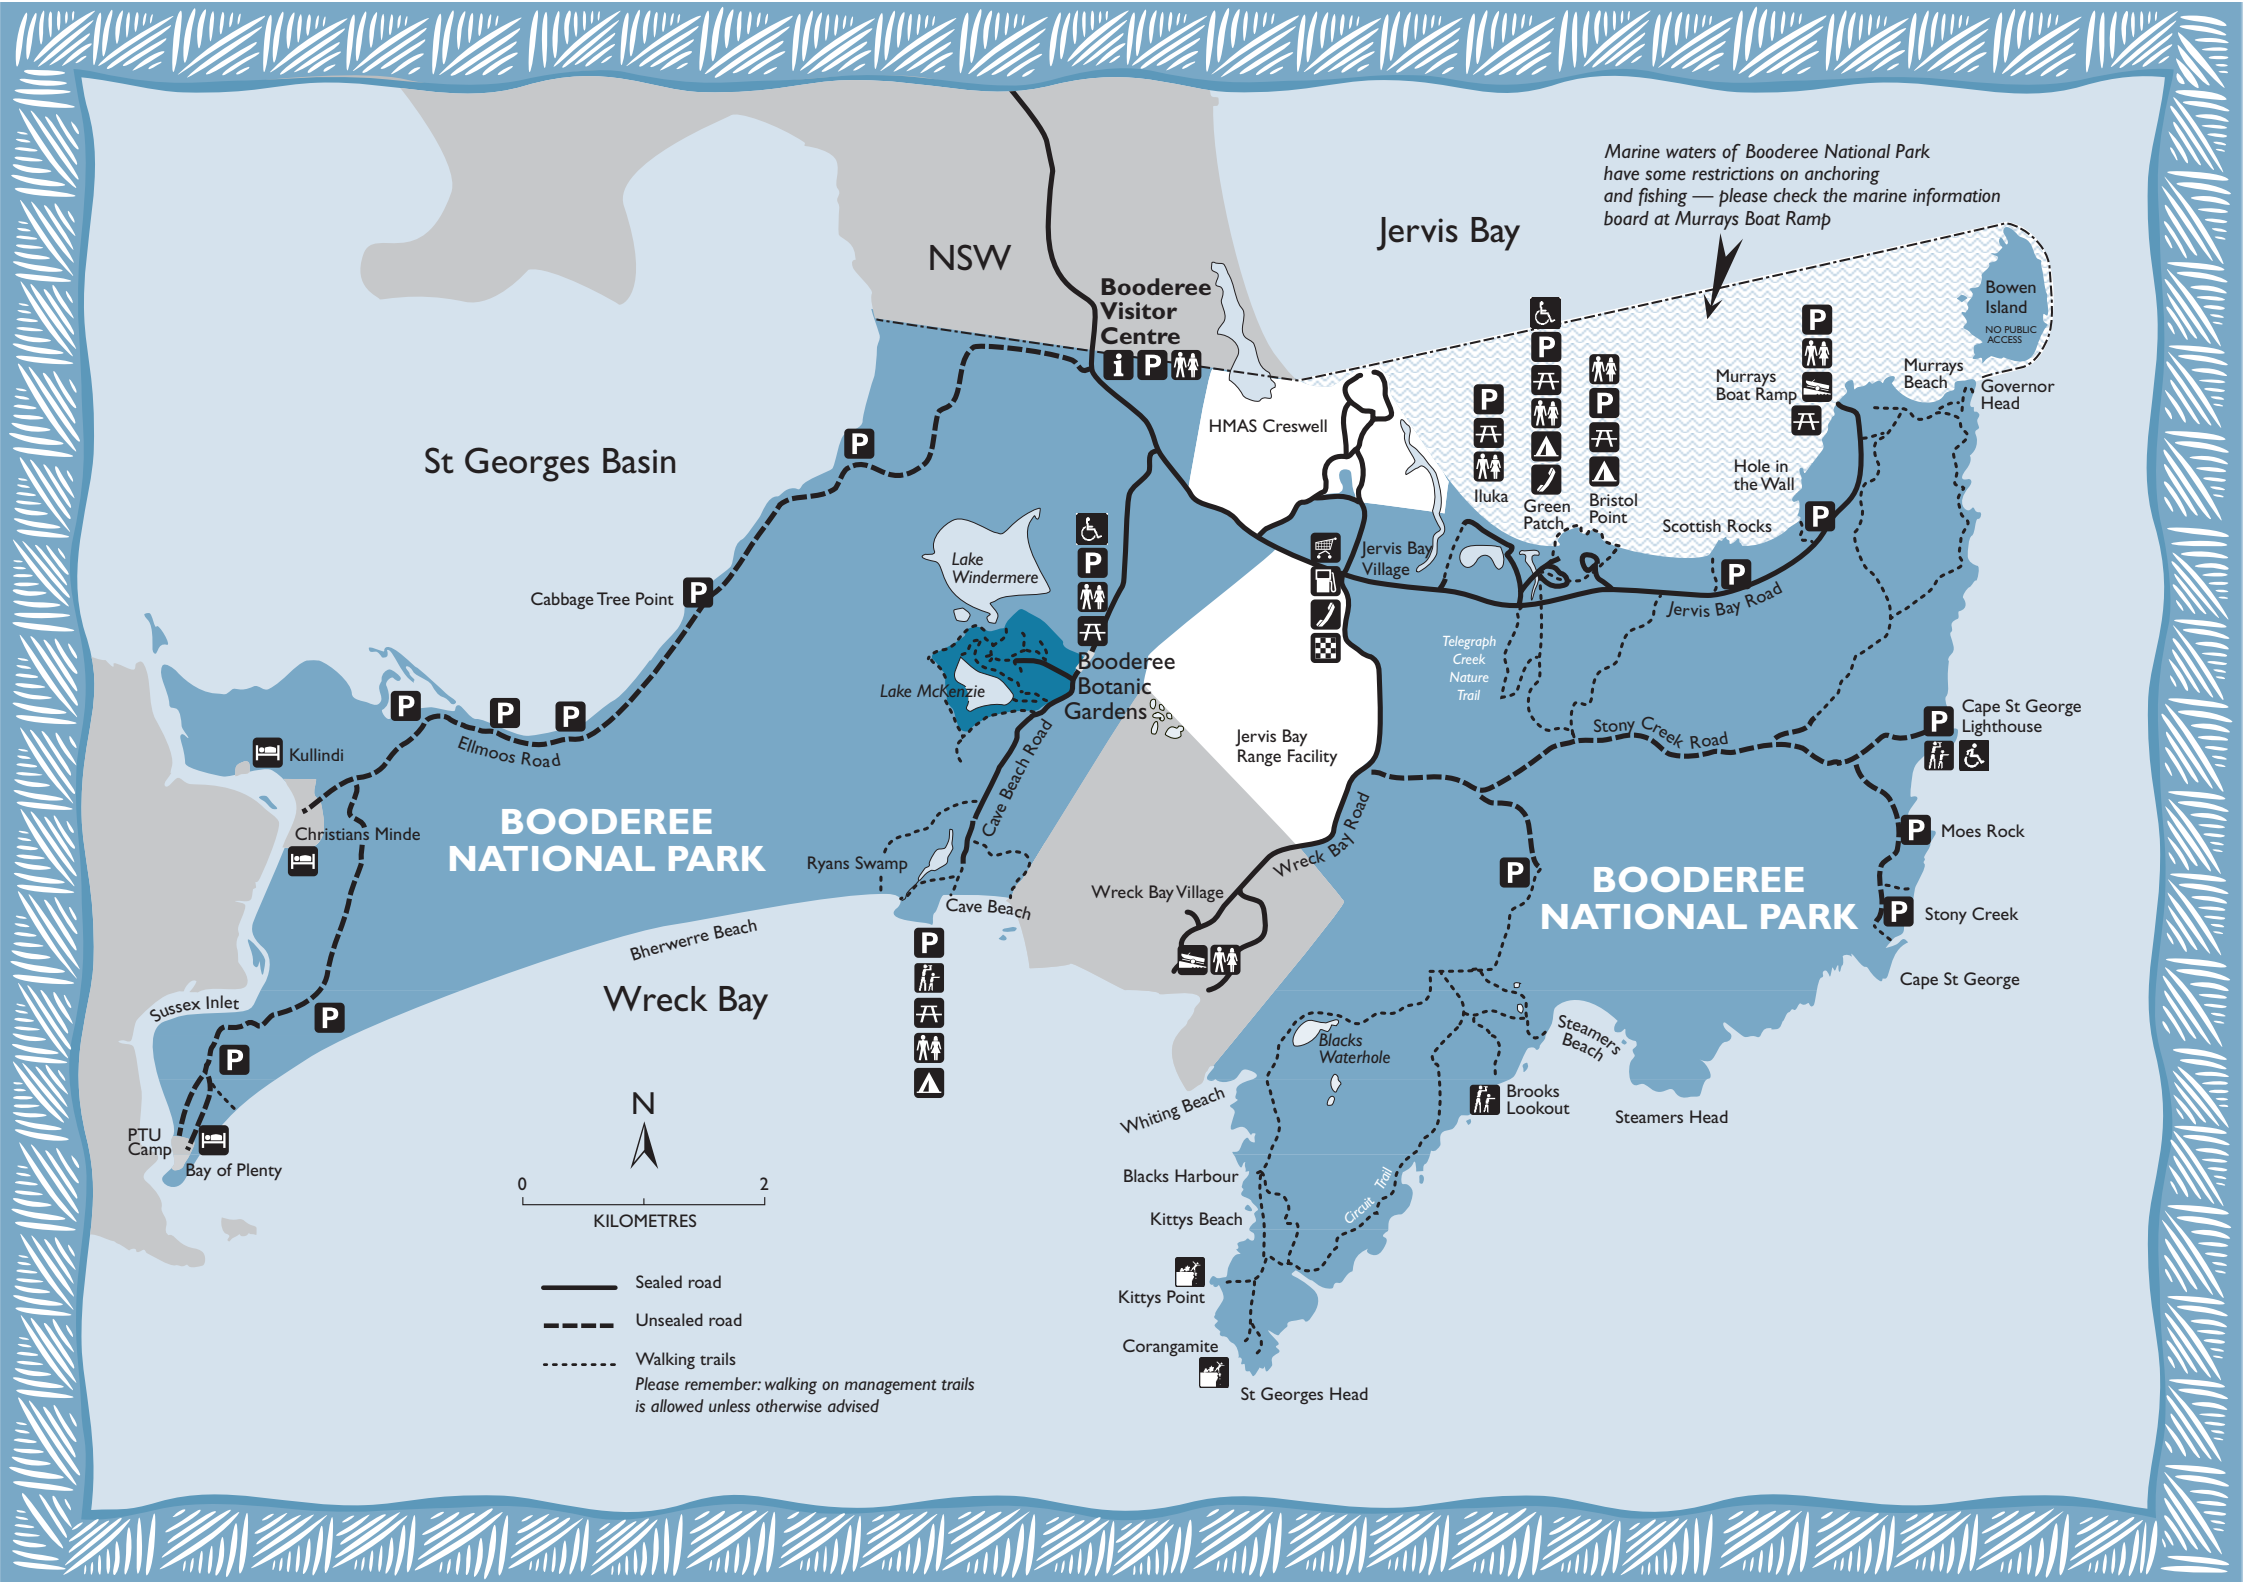 Marine waters of Booderee National Park
have some restrictions on anchoring
and fishing — please check the marine information
board at Murrays Boat Ramp
Jervis Bay
NSW
Booderee
Visitor
Centre
i P
Bowen
Island
NO PUBLIC
ACCESS
P
Murrays
Beach
Murrays
Boat Ramp
Governor
Head
HMAS Creswell
P
P
P
P
St Georges Basin
Hole in
the Wall
Iluka
Green
Patch
Bristol
Point
Scottish Rocks
P
Lake
Windermere
P
Jervis Bay
Village
P
Jervis Bay Road
Cabbage Tree Point
P
Telegraph
Creek
Nature
Trail
Booderee
Botanic
Gardens
Lake McKenzie
P
P
P
Ellmoos Road
Kullindi
Cave Beach Road
Jervis Bay
Range Facility
Stony Creek Road
P
Cape St George
Lighthouse
BOODEREE
NATIONAL PARK
Christians Minde
Ryans Swamp
Wreck Bay Road
P
Moes Rock
P
BOODEREE
NATIONAL PARK
Wreck Bay Village
Cave Beach
P
Stony Creek
Bherwerre Beach
P
Cape St George
Wreck Bay
Sussex Inlet
P
P
Steamers
Beach
Blacks
Waterhole
Brooks
Lookout
Steamers Head
Whiting Beach
N
PTU
Camp
Bay of Plenty
0 2
KILOMETRES
Blacks Harbour
Circuit Trail
Kittys Beach
Kittys Point
Sealed road
Unsealed road
Walking trails
Please remember: walking on management trails
is allowed unless otherwise advised
Corangamite
St Georges Head